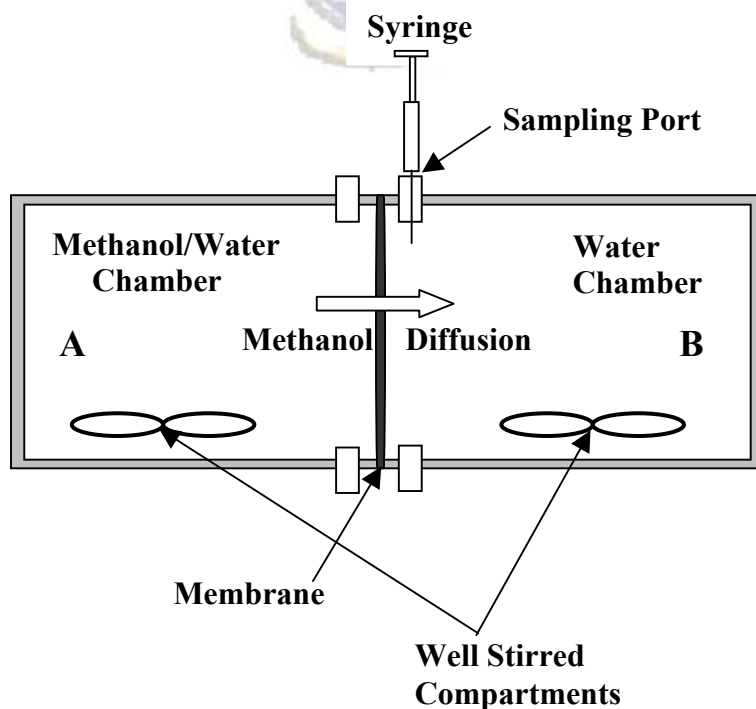 Syringe
Sampling Port
Methanol/Water
Chamber
Water
Chamber
Methanol
Diffusion
A
B
Membrane
Well Stirred
Compartments